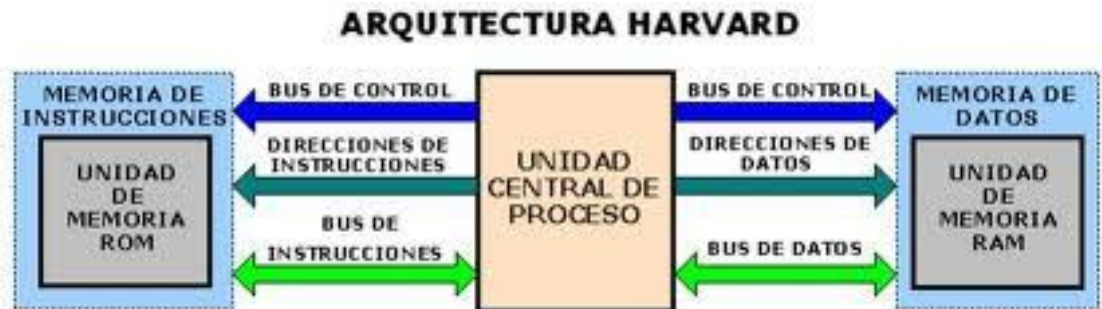 ARQUITECTURA HARVARD
MEMORIA DE
INSTRUCCIONES
UNIDAD
DE
MEMORIA
ROM
BUS DE CONTROL
DIRECCIONES DE
INSTRUCCIONES
BUS DE
INSTRUCCIONES
UNIDAD
CENTRAL DE
PROCESO
BUS DE CONTROL
DIRECCIONES DE
DATOS
BUS DE DATOS
MEMORIA DE
DATOS
UNIDAD
DE
MEMORIA
RAM